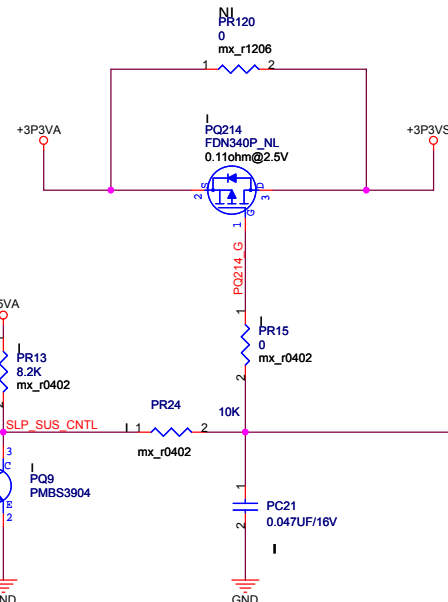 NI
PR120
0
mx_r1206
1
2
+3P3VA
I
PQ214
FDN340P_NL
0.11ohm@2.5V
+3P3VS
2
S
D
3
G
1
PQ214_G
5VA
1
I
PR13
8.2K
mx_r0402
2
1
I
PR15
0
mx_r0402
2
PR24
10K
SLP_SUS_CNTL
I
1
2
mx_r0402
3
C
I
PQ9
PMBS3904
E
2
1
PC21
0.047UF/16V
2
I
GND
GND